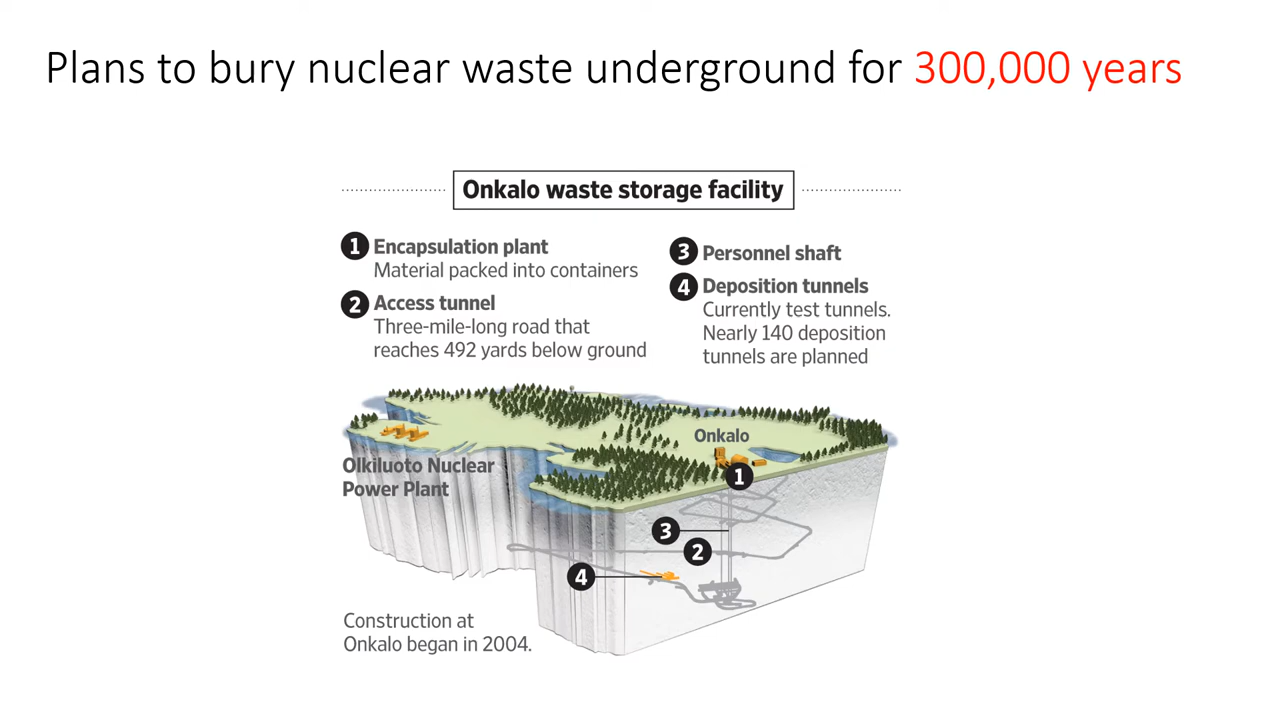 Plans to bury nuclear waste underground for 300,000 years
Onkalo waste storage facility
1 Encapsulation plant
Material packed into containers
2 Access tunnel
Three-mile-long road that
reaches 492 yards below ground
3 Personnel shaft
4 Deposition tunnels
Currently test tunnels.
Nearly 140 deposition
tunnels are planned
Onkalo
1
Olkiluoto Nuclear
Power Plant
3
2
4
Construction at
Onkalo began in 2004.